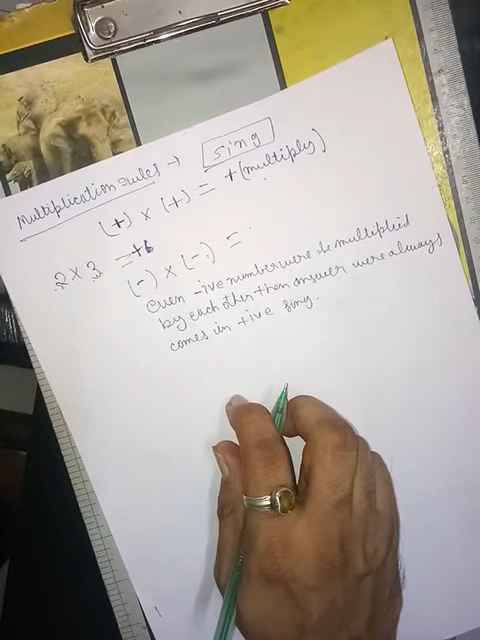 Multiplication rules → sing
(+) × (+) = + (multiply)
2 × 3 = +6
(-) × (-) =
even -ive number were multiplied
by each other then answer were always
comes in +ive sing.